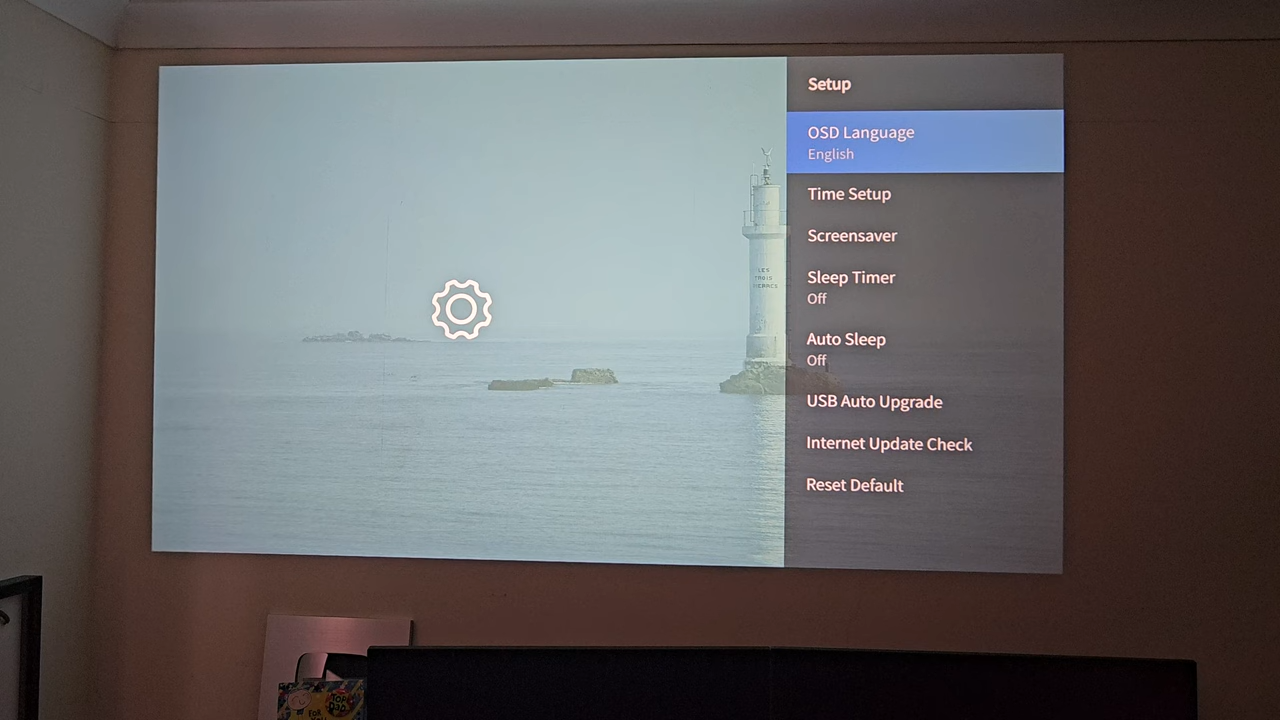 Setup
OSD Language
English
Time Setup
Screensaver
Sleep Timer
Off
Auto Sleep
Off
USB Auto Upgrade
Internet Update Check
Reset Default
LES
TROIS
PIERRES
FOR